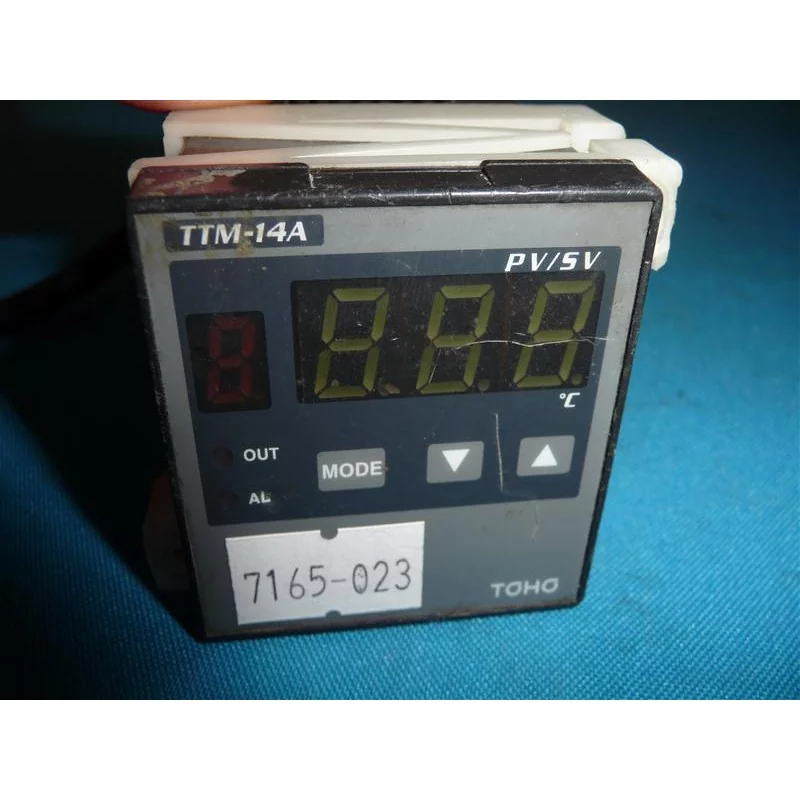 TTM-14A
PV/SV
°C
OUT
MODE
AL
7165-023
TOHO